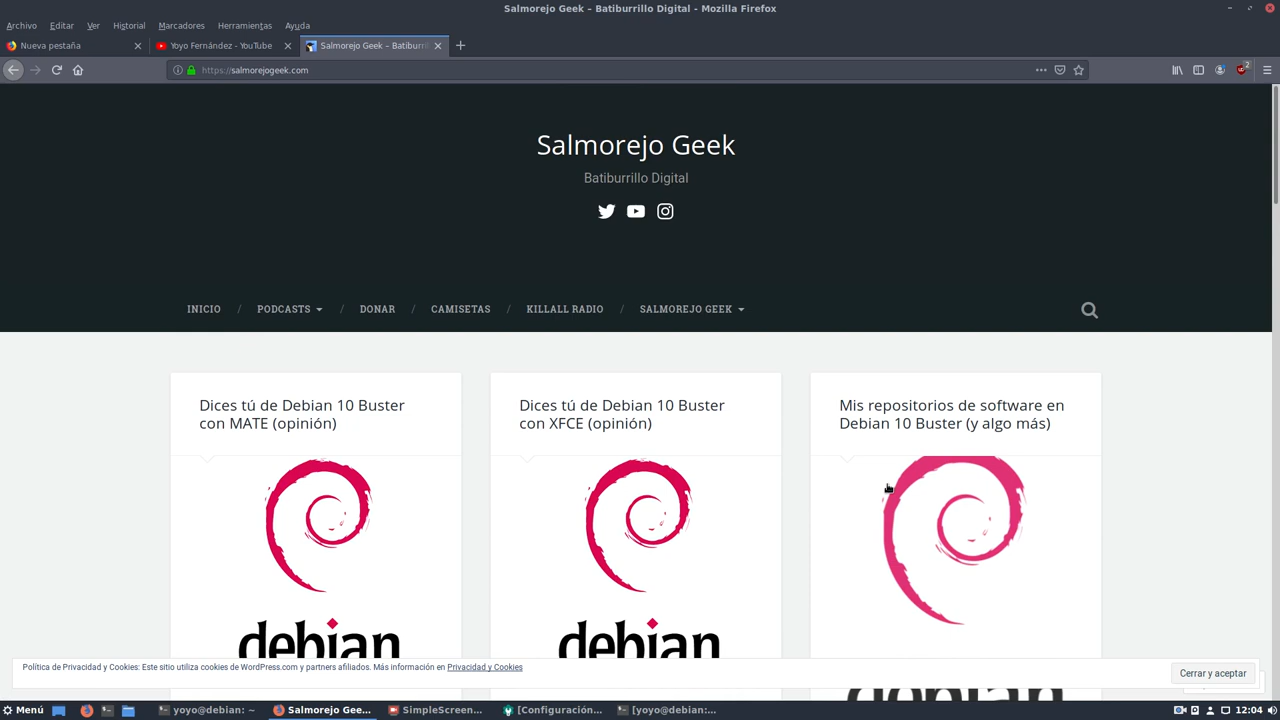 Salmorejo Geek – Batiburrillo Digital - Mozilla Firefox
Archivo Editar Ver Historial Marcadores Herramientas Ayuda
Nueva pestaña
Yoyo Fernández - YouTube
Salmorejo Geek – Batiburril
https://salmorejogeek.com
2
Salmorejo Geek
Batiburrillo Digital
INICIO / PODCASTS / DONAR / CAMISETAS / KILLALL RADIO / SALMOREJO GEEK
Dices tú de Debian 10 Buster
con MATE (opinión)
Dices tú de Debian 10 Buster
con XFCE (opinión)
Mis repositorios de software en
Debian 10 Buster (y algo más)
debian
debian
debian
Política de Privacidad y Cookies: Este sitio utiliza cookies de WordPress.com y partners afiliados. Más información en Privacidad y Cookies
Cerrar y aceptar
Menú
yoyo@debian: ~
Salmorejo Gee...
SimpleScreen...
[Configuración...
[yoyo@debian:...
12:04